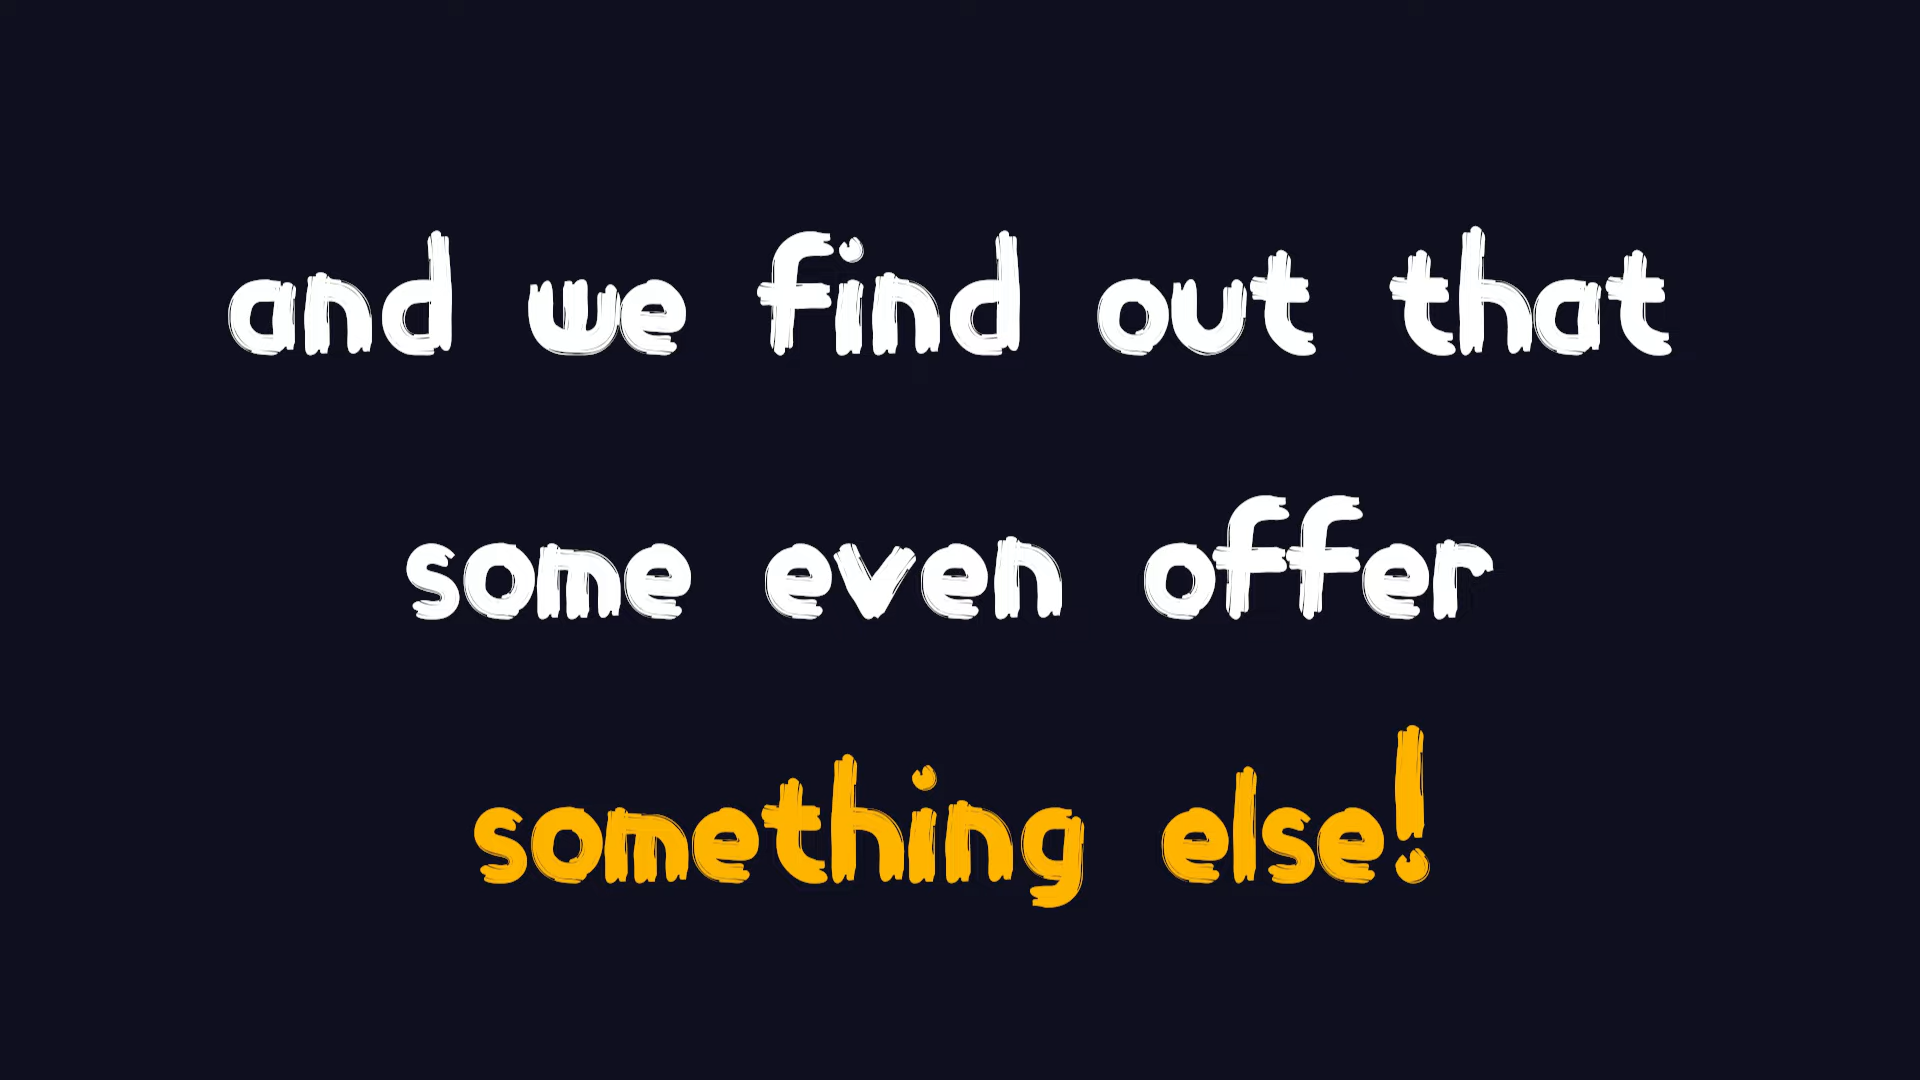 and we find out that
some even offer
something else!